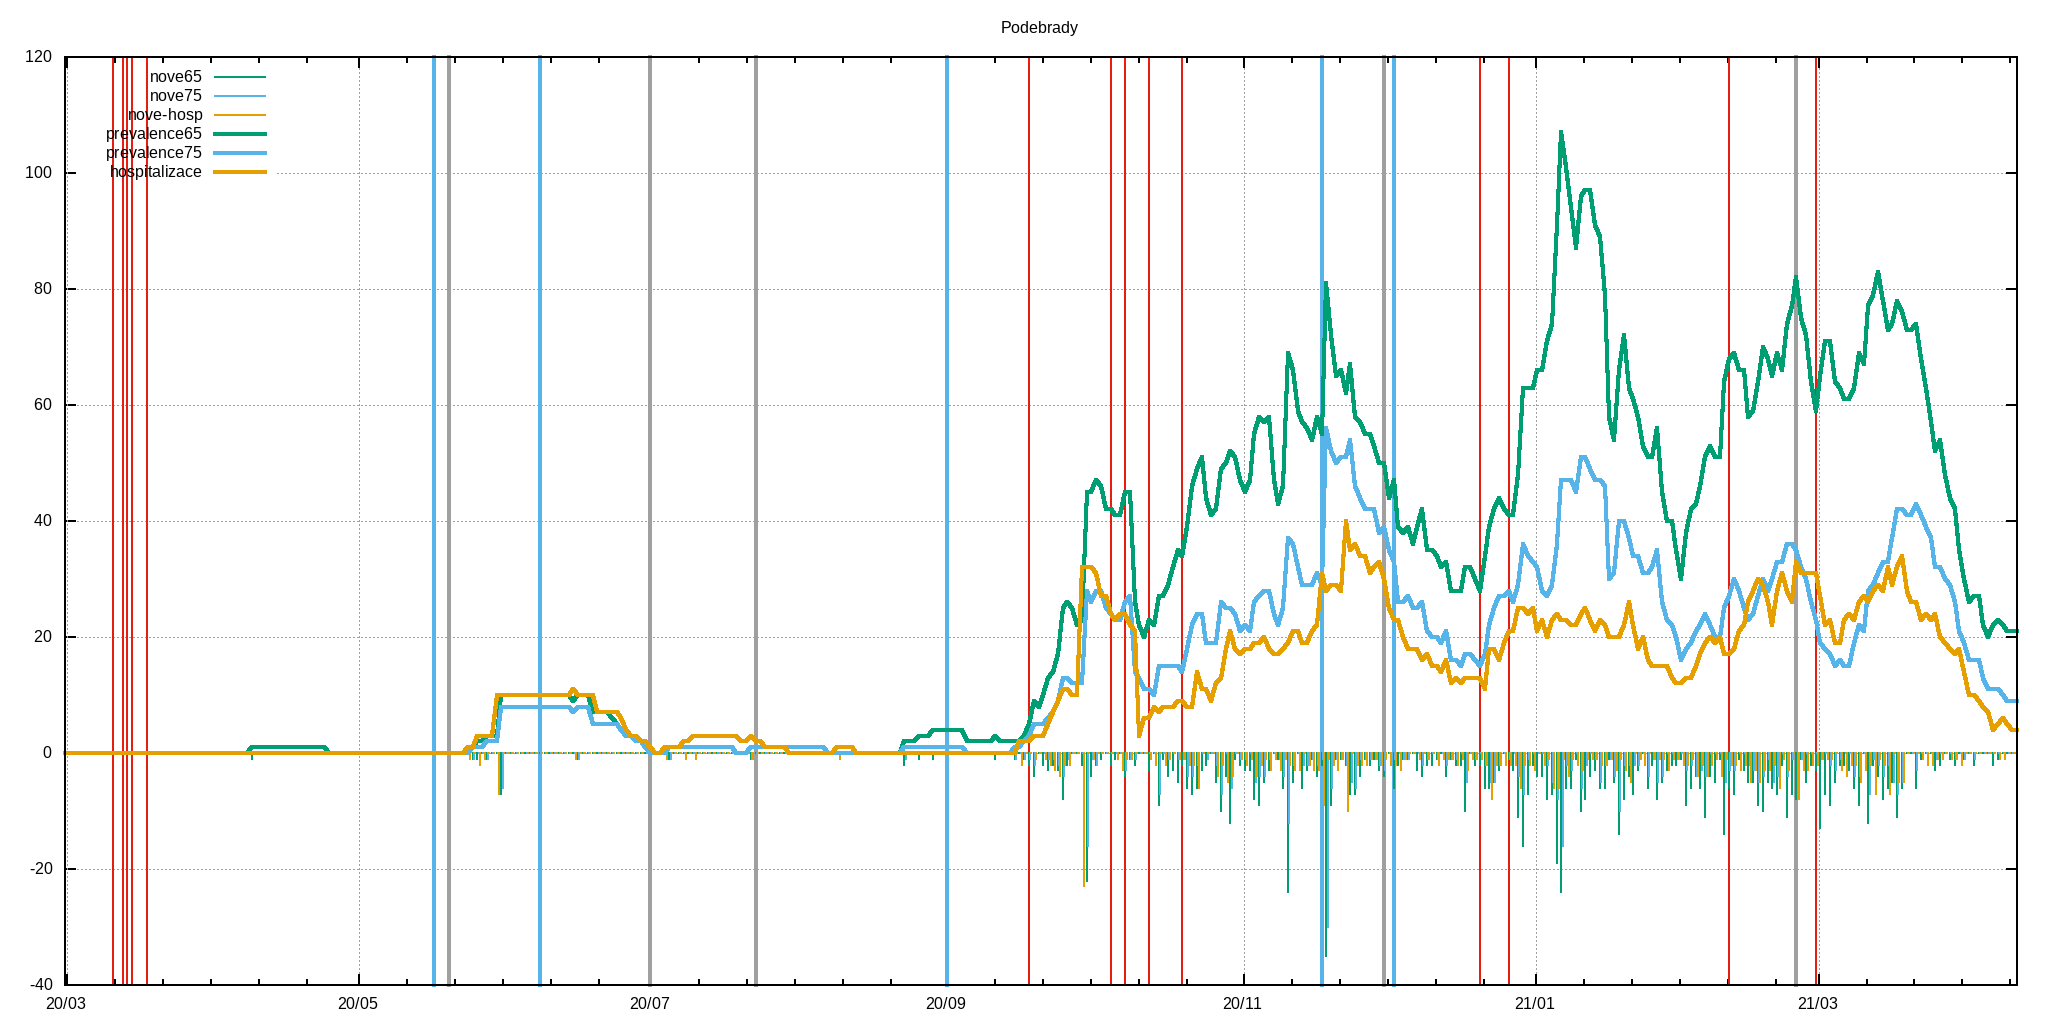 Podebrady
120
100
80
60
40
20
0
-20
-40
nove65
nove75
nove-hosp
prevalence65
prevalence75
hospitalizace
20/03 20/05 20/07 20/09 20/11 21/01 21/03